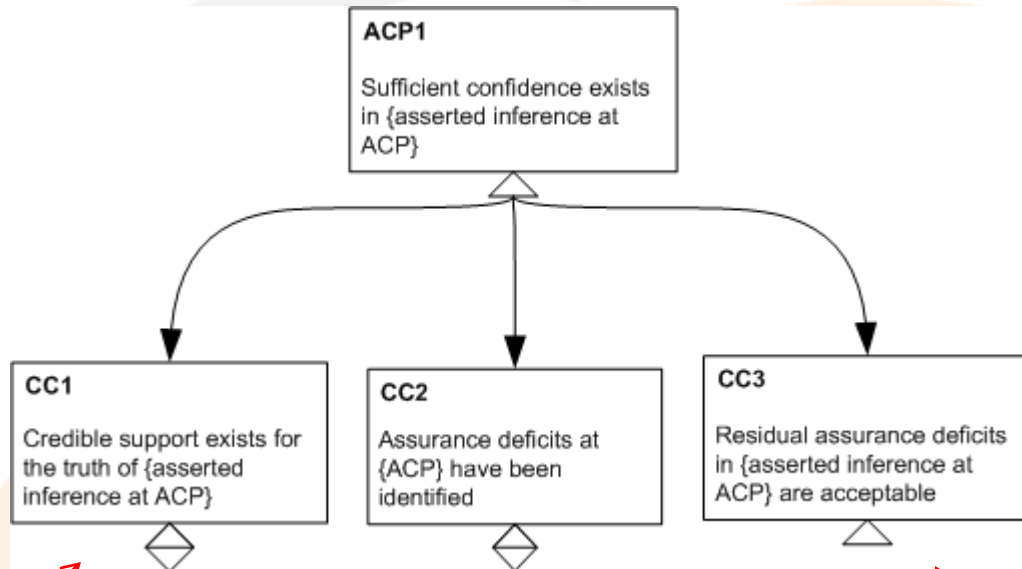 ACP1
Sufficient confidence exists
in {asserted inference at
ACP}
CC1
Credible support exists for
the truth of {asserted
inference at ACP}
CC2
Assurance deficits at
{ACP} have been
identified
CC3
Residual assurance deficits
in {asserted inference at
ACP} are acceptable